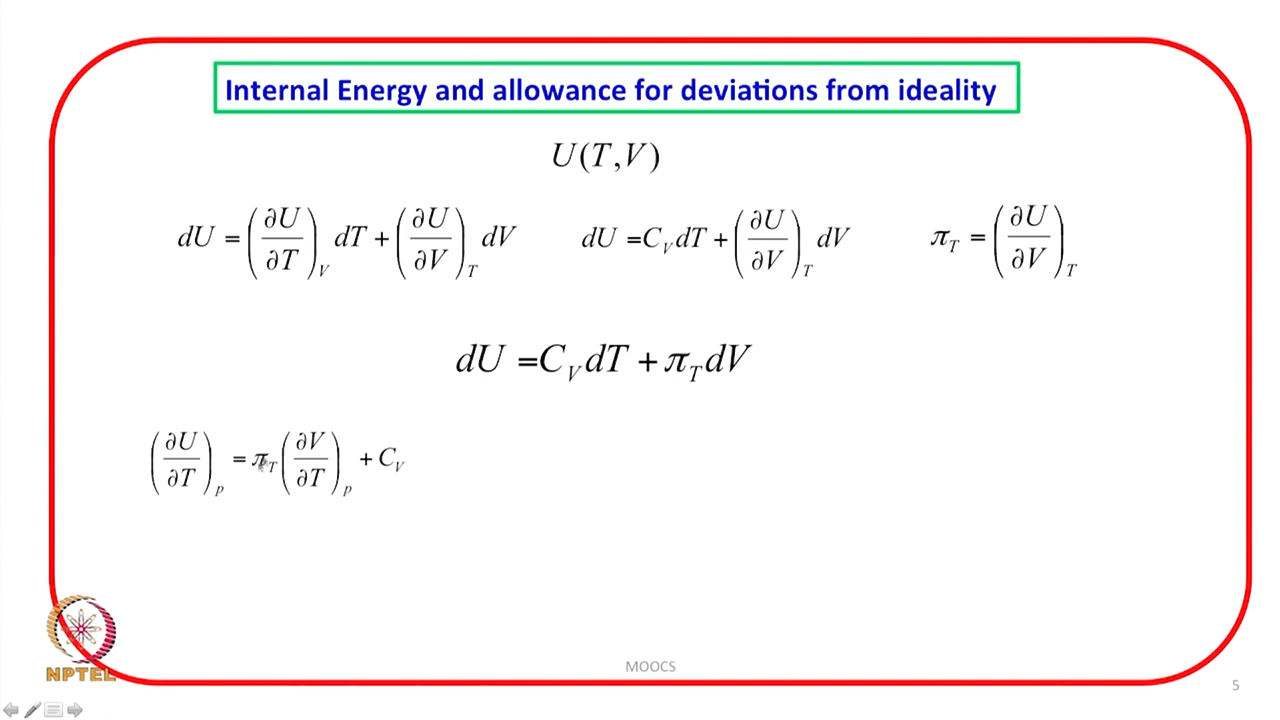 Internal Energy and allowance for deviations from ideality
U(T,V)
dU = (∂U/∂T)_V dT + (∂U/∂V)_T dV    dU = C_V dT + (∂U/∂V)_T dV    π_T = (∂U/∂V)_T
dU = C_V dT + π_T dV
(∂U/∂T)_p = π_T (∂V/∂T)_p + C_V
NPTEL
MOOCS
5